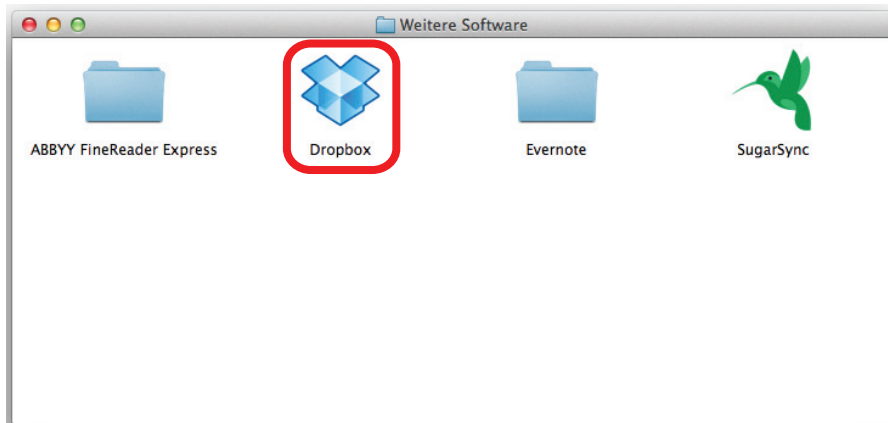 Weitere Software
ABBYY FineReader Express
Dropbox
Evernote
SugarSync